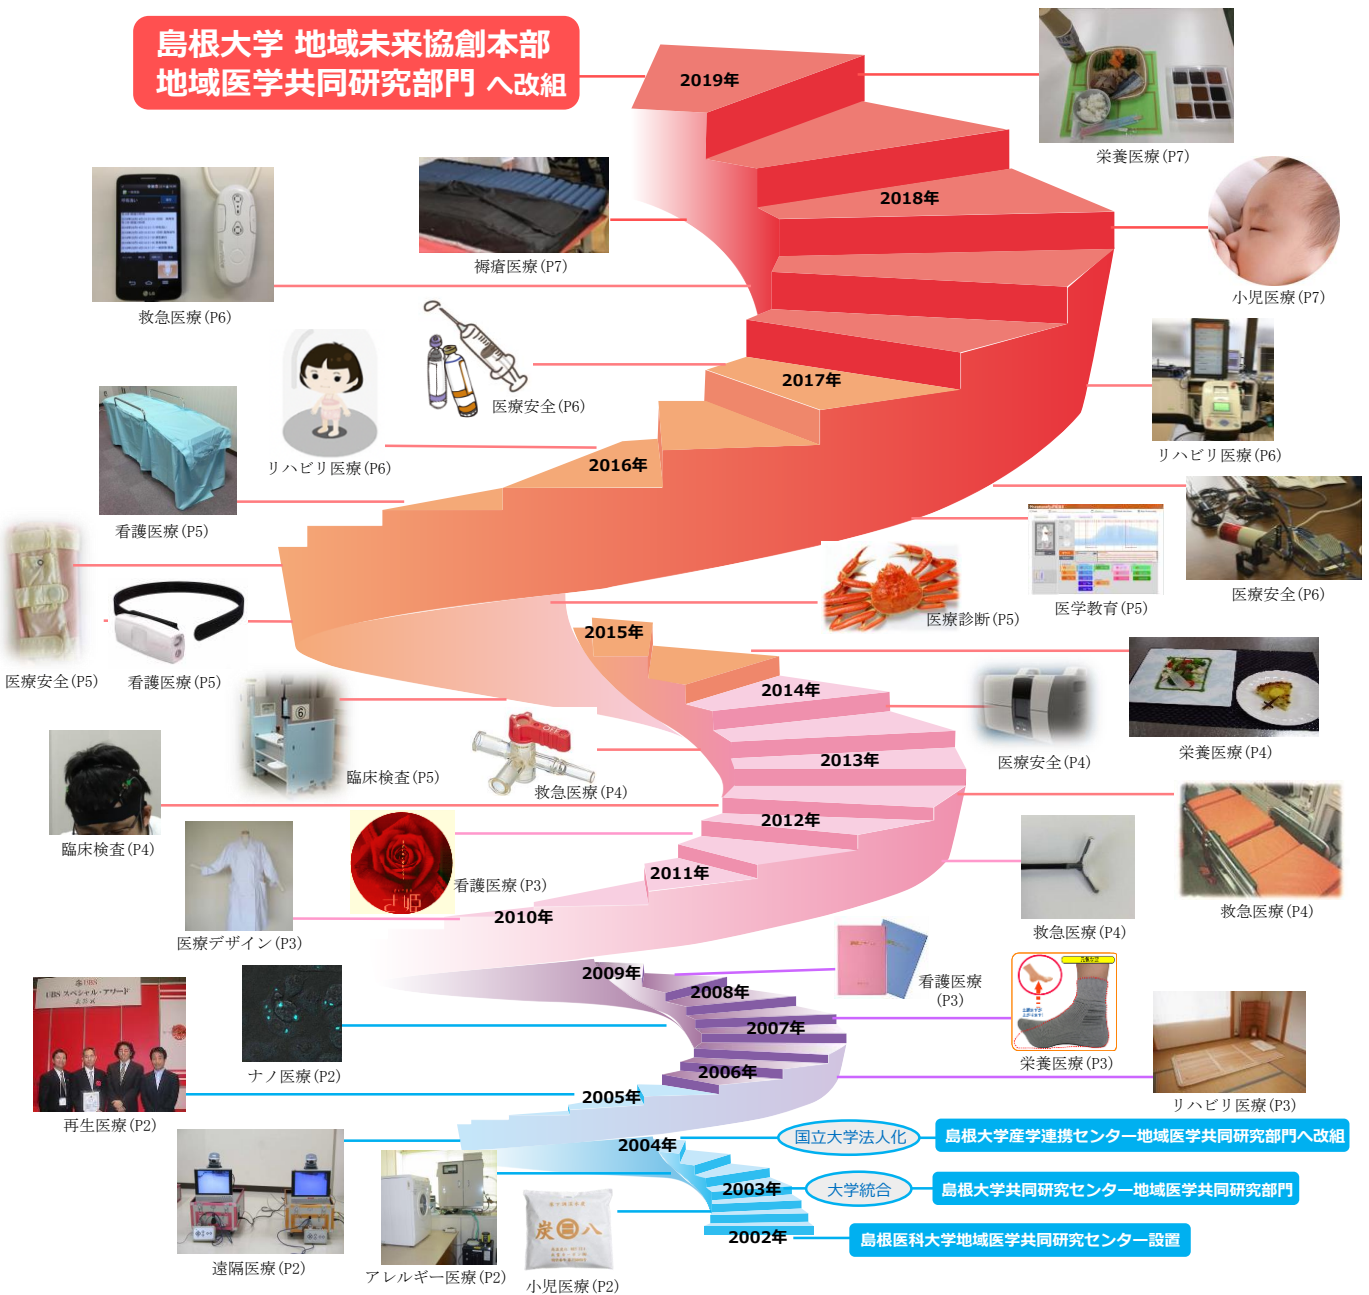 島根大学 地域未来協創本部
地域医学共同研究部門 へ改組
2019年
栄養医療(P7)
2018年
褥瘡医療(P7)
小児医療(P7)
救急医療(P6)
医療安全(P6)
2017年
リハビリ医療(P6)
リハビリ医療(P6)
2016年
看護医療(P5)
医療安全(P6)
医学教育(P5)
医療診断(P5)
2015年
医療安全(P5)
看護医療(P5)
2014年
⑥
栄養医療(P4)
医療安全(P4)
2013年
臨床検査(P5)
救急医療(P4)
2012年
臨床検査(P4)
2011年
看護医療(P3)
救急医療(P4)
2010年
救急医療(P4)
医療デザイン(P3)
2009年
看護医療
(P3)
UBS
UBS スペシャル・アワード
2008年
2007年
栄養医療(P3)
ナノ医療(P2)
2006年
2005年
リハビリ医療(P3)
再生医療(P2)
2004年
国立大学法人化
島根大学産学連携センター地域医学共同研究部門へ改組
2003年
大学統合
島根大学共同研究センター地域医学共同研究部門
炭八
2002年
島根医科大学地域医学共同研究センター設置
遠隔医療(P2)
アレルギー医療(P2)
小児医療(P2)